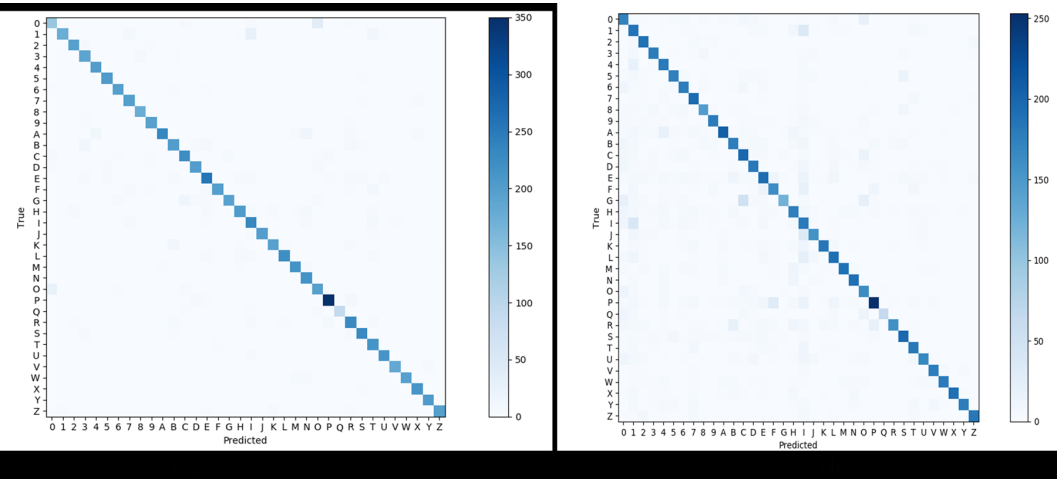 0
1
2
3
4
5
6
7
8
9
A
B
C
D
E
F
G
H
I
J
K
L
M
N
O
P
Q
R
S
T
U
V
W
X
Y
Z
True
0 1 2 3 4 5 6 7 8 9 A B C D E F G H I J K L M N O P Q R S T U V W X Y Z
Predicted
350
300
250
200
150
100
50
0
0
1
2
3
4
5
6
7
8
9
A
B
C
D
E
F
G
H
I
J
K
L
M
N
O
P
Q
R
S
T
U
V
W
X
Y
Z
True
0 1 2 3 4 5 6 7 8 9 A B C D E F G H I J K L M N O P Q R S T U V W X Y Z
Predicted
250
200
150
100
50
0